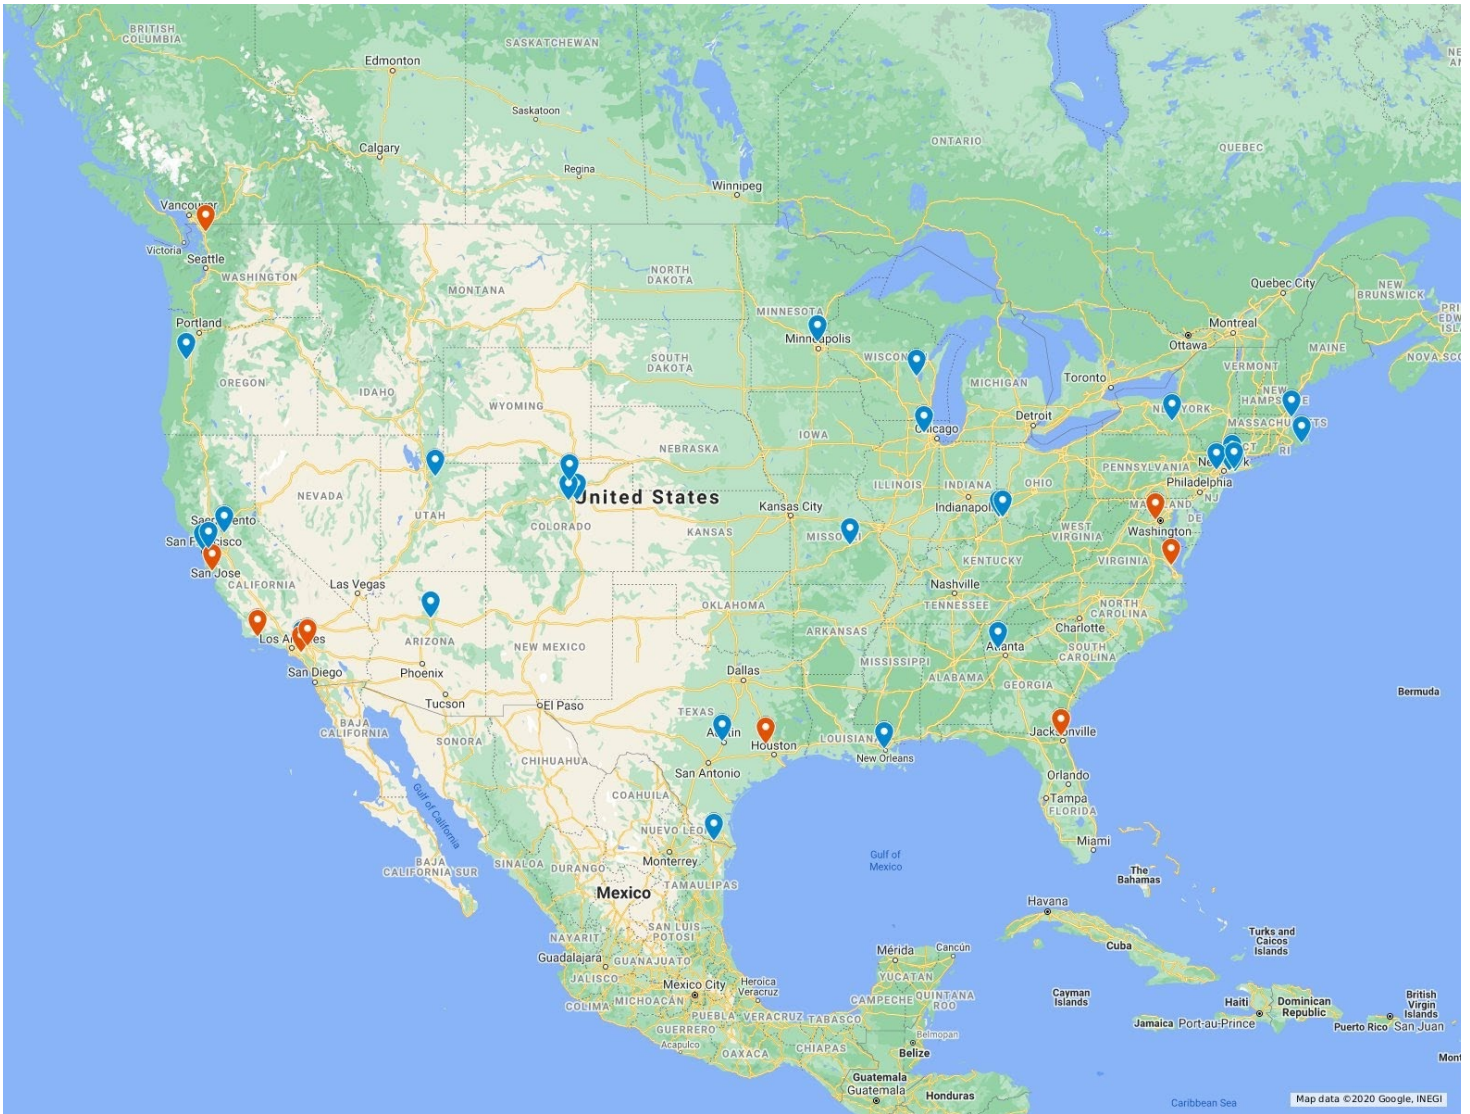 BRITISH
COLUMBIA
SASKATCHEWAN
Edmonton
Saskatoon
ONTARIO
QUEBEC
Calgary
Regina
Winnipeg
Vancouver
Victoria
Seattle
WASHINGTON
NORTH
DAKOTA
MONTANA
Quebec City
NEW
BRUNSWICK
MINNESOTA
Portland
Montreal
Ottawa
Minneapolis
MAINE
NOVA SCO
SOUTH
DAKOTA
WISCON
VERMONT
OREGON
IDAHO
WYOMING
MICHIGAN
Toronto
NEW
HAMPSHIRE
NEW YORK
Detroit
MASSACHUSETTS
Chicago
IOWA
NEBRASKA
CT
RI
PENNSYLVANIA
New York
Philadelphia
NJ
NEVADA
UTAH
United States
ILLINOIS
INDIANA
OHIO
Indianapolis
Kansas City
MARYLAND
DE
Washington
Sacramento
San Francisco
COLORADO
KANSAS
MISSOURI
WEST
VIRGINIA
VIRGINIA
KENTUCKY
San Jose
CALIFORNIA
Las Vegas
Nashville
TENNESSEE
NORTH
CAROLINA
OKLAHOMA
Charlotte
Los Angeles
ARIZONA
NEW MEXICO
ARKANSAS
Atlanta
SOUTH
CAROLINA
San Diego
Phoenix
Dallas
MISSISSIPPI
ALABAMA
GEORGIA
Tucson
El Paso
TEXAS
Bermuda
BAJA
CALIFORNIA
SONORA
CHIHUAHUA
Austin
Houston
LOUISIANA
New Orleans
Jacksonville
San Antonio
Orlando
Tampa
FLORIDA
COAHUILA
Gulf of California
NUEVO LEON
Miami
Monterrey
Gulf of
Mexico
BAJA
CALIFORNIA SUR
SINALOA
DURANGO
TAMAULIPAS
The
Bahamas
Mexico
Havana
SAN LUIS
POTOSI
NAYARIT
Cuba
Turks and
Caicos
Islands
Guadalajara
GUANAJUATO
Mérida
Cancún
JALISCO
YUCATAN
Mexico City
Heroica
Veracruz
COLIMA
MICHOACÁN
CAMPECHE
QUINTANA
ROO
Cayman
Islands
Haiti
Dominican
Republic
British
Virgin
Islands
PUEBLA
VERACRUZ
TABASCO
Jamaica
Port-au-Prince
Puerto Rico
San Juan
GUERRERO
Acapulco
OAXACA
CHIAPAS
Belmopan
Belize
Guatemala
Guatemala
Honduras
Caribbean Sea
Map data ©2020 Google, INEGI